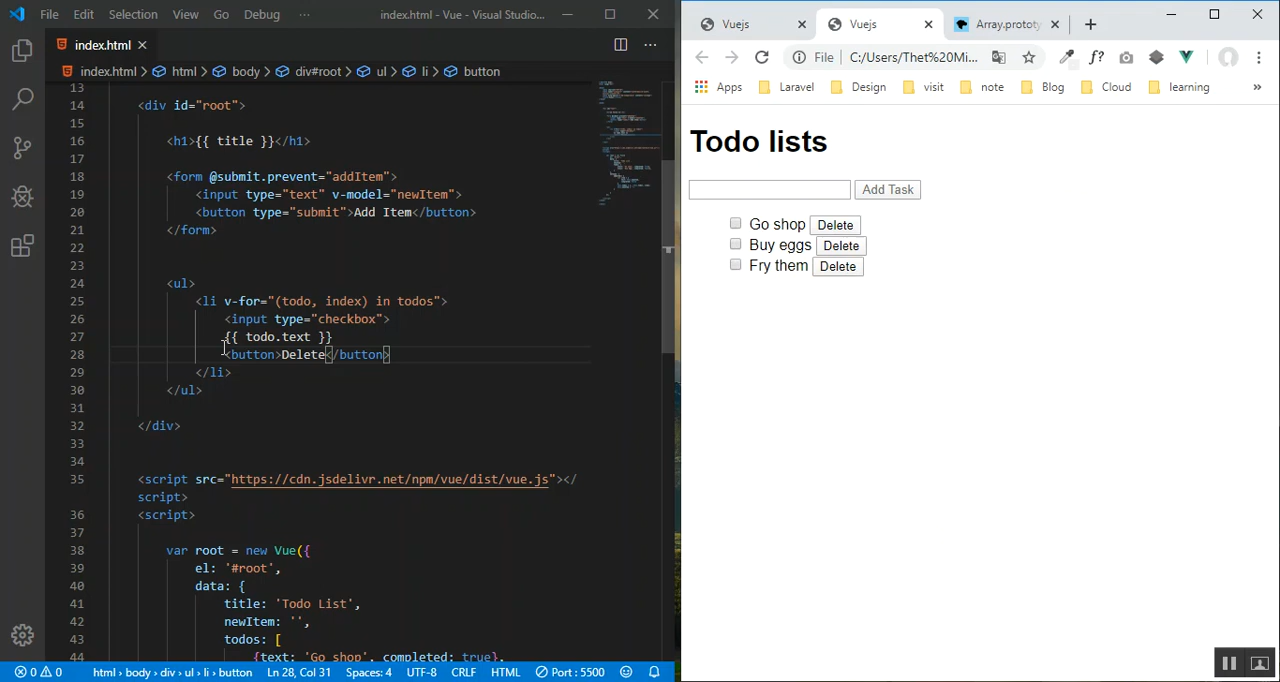 File Edit Selection View Go Debug ··· index.html - Vue - Visual Studio...
index.html
index.html > html > body > div#root > ul > li > button
13
14 <div id="root">
15
16 <h1>{{ title }}</h1>
17
18 <form @submit.prevent="addItem">
19 <input type="text" v-model="newItem">
20 <button type="submit">Add Item</button>
21 </form>
22
23
24 <ul>
25 <li v-for="(todo, index) in todos">
26 <input type="checkbox">
27 {{ todo.text }}
28 <button>Delete</button>
29 </li>
30 </ul>
31
32 </div>
33
34
35 <script src="https://cdn.jsdelivr.net/npm/vue/dist/vue.js"></
script>
36 <script>
37
38 var root = new Vue({
39 el: '#root',
40 data: {
41 title: 'Todo List',
42 newItem: '',
43 todos: [
44 {text: 'Go shop', completed: true},
0 0 html › body › div › ul › li › button Ln 28, Col 31 Spaces: 4 UTF-8 CRLF HTML Port : 5500
Vuejs Vuejs Array.prototy
File C:/Users/Thet%20Mi... f?
Apps Laravel Design visit note Blog Cloud learning »
Todo lists
Add Task
Go shop Delete
Buy eggs Delete
Fry them Delete